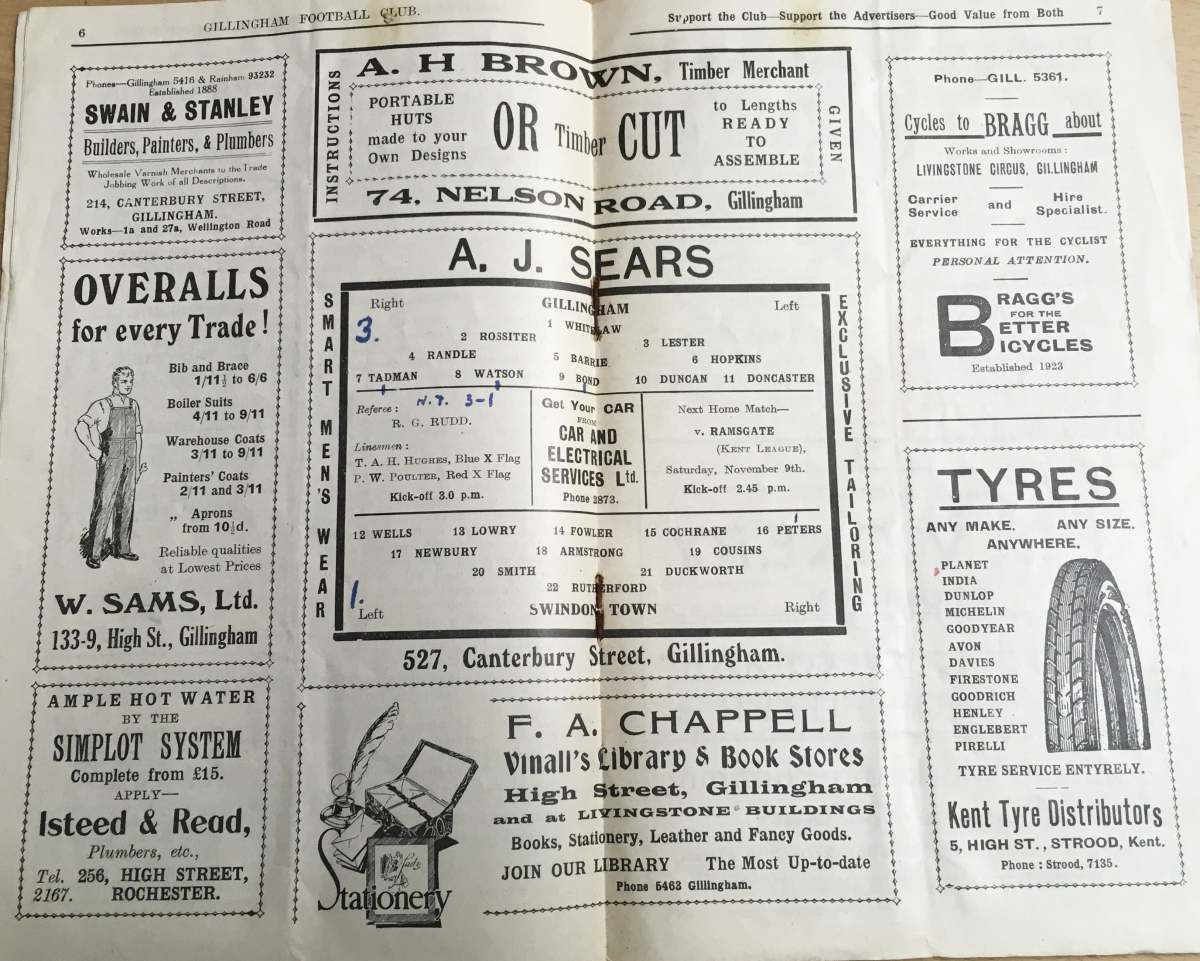 6
GILLINGHAM FOOTBALL CLUB.
Support the Club—Support the Advertisers—Good Value from Both
7
Phones—Gillingham 5416 & Rainham 93232
Established 1888
SWAIN & STANLEY
Builders, Painters, & Plumbers
Wholesale Varnish Merchants to the Trade
Jobbing Work of all Descriptions.
214, CANTERBURY STREET,
GILLINGHAM.
Works—1a and 27a, Wellington Road
OVERALLS
for every Trade!
Bib and Brace
1/11½ to 6/6
Boiler Suits
4/11 to 9/11
Warehouse Coats
3/11 to 9/11
Painters' Coats
2/11 and 3/11
„ Aprons
from 10½d.
Reliable qualities
at Lowest Prices
W. SAMS, Ltd.
133-9, High St., Gillingham
AMPLE HOT WATER
BY THE
SIMPLOT SYSTEM
Complete from £15.
APPLY—
Isteed & Read,
Plumbers, etc.,
Tel. 256, HIGH STREET,
2167. ROCHESTER.
A. H BROWN, Timber Merchant
INSTRUCTIONS
PORTABLE
HUTS
made to your
Own Designs
OR Timber CUT
to Lengths
READY
TO
ASSEMBLE
GIVEN
74, NELSON ROAD, Gillingham
A. J. SEARS
SMART MEN'S WEAR
EXCLUSIVE TAILORING
Right
GILLINGHAM
Left
3.
1 WHITELAW
2 ROSSITER
3 LESTER
4 RANDLE
5 BARRIE
6 HOPKINS
7 TADMAN
8 WATSON
9 BOND
10 DUNCAN
11 DONCASTER
H.T. 3-1
Referee:
R. G. RUDD.
Linesmen:
T. A. H. HUGHES, Blue X Flag
P. W. POULTER, Red X Flag
Kick-off 3.0 p.m.
Get Your CAR
FROM
CAR AND
ELECTRICAL
SERVICES Ltd.
Phone 3873.
Next Home Match—
v. RAMSGATE
(KENT LEAGUE),
Saturday, November 9th.
Kick-off 2.45 p.m.
12 WELLS
13 LOWRY
14 FOWLER
15 COCHRANE
16 PETERS
17 NEWBURY
18 ARMSTRONG
19 COUSINS
20 SMITH
21 DUCKWORTH
22 RUTHERFORD
1.
Left
SWINDON TOWN
Right
527, Canterbury Street, Gillingham.
Stationery
F. A. CHAPPELL
Vinall's Library & Book Stores
High Street, Gillingham
and at LIVINGSTONE BUILDINGS
Books, Stationery, Leather and Fancy Goods.
JOIN OUR LIBRARY The Most Up-to-date
Phone 5463 Gillingham.
Phone—GILL. 5361.
Cycles to BRAGG about
Works and Showrooms:
LIVINGSTONE CIRCUS, GILLINGHAM
Carrier
Service
and
Hire
Specialist.
EVERYTHING FOR THE CYCLIST
PERSONAL ATTENTION.
BRAGG'S
FOR THE
BETTER
BICYCLES
Established 1923
TYRES
ANY MAKE. ANY SIZE.
ANYWHERE.
PLANET
INDIA
DUNLOP
MICHELIN
GOODYEAR
AVON
DAVIES
FIRESTONE
GOODRICH
HENLEY
ENGLEBERT
PIRELLI
TYRE SERVICE ENTYRELY.
Kent Tyre Distributors
5, HIGH ST., STROOD, Kent.
Phone: Strood, 7135.